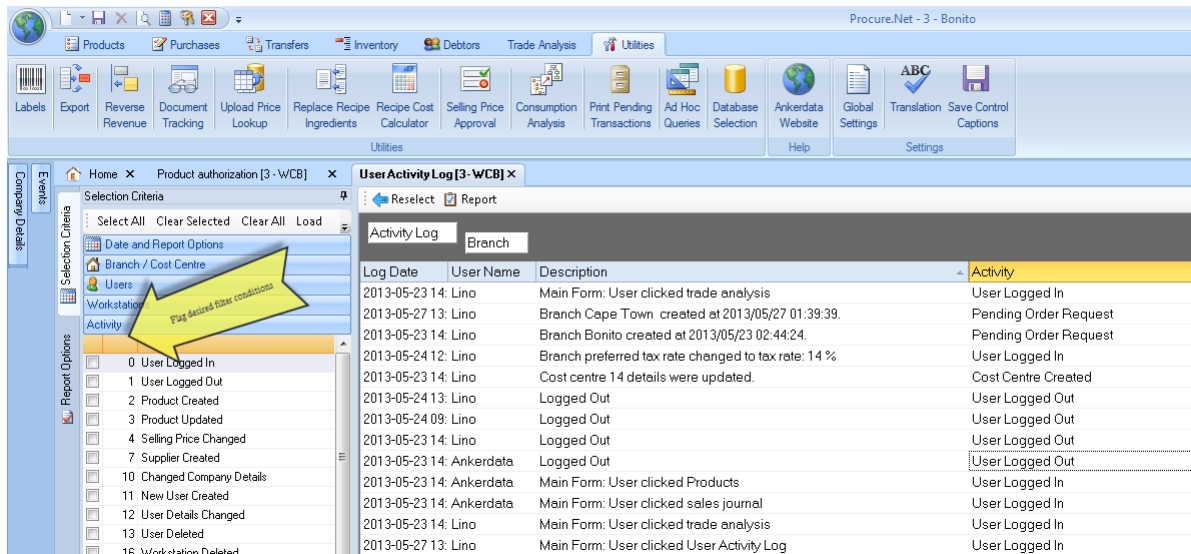 Procure.Net - 3 - Bonito
Products Purchases Transfers Inventory Debtors Trade Analysis Utilities
Labels Export Reverse Revenue Document Tracking Upload Price Lookup Replace Recipe Ingredients Recipe Cost Calculator Selling Price Approval Consumption Analysis Print Pending Transactions Ad Hoc Queries Database Selection Ankerdata Website Global Settings ABC Translation Save Control Captions
Utilities Help Settings
Company Details
Events
Home Product authorization [3 - WCB] User Activity Log [3 - WCB]
Selection Criteria
Report Options
Selection Criteria
Select All Clear Selected Clear All Load
Date and Report Options
Branch / Cost Centre
Users
Workstations
Activity
Flag desired filter conditions
0 User Logged In
1 User Logged Out
2 Product Created
3 Product Updated
4 Selling Price Changed
7 Supplier Created
10 Changed Company Details
11 New User Created
12 User Details Changed
13 User Deleted
16 Workstation Deleted
Reselect Report
Activity Log
Branch
Log Date User Name Description Activity
2013-05-23 14: Lino Main Form: User clicked trade analysis User Logged In
2013-05-27 13: Lino Branch Cape Town created at 2013/05/27 01:39:39. Pending Order Request
2013-05-23 14: Lino Branch Bonito created at 2013/05/23 02:44:24. Pending Order Request
2013-05-24 12: Lino Branch preferred tax rate changed to tax rate: 14 % User Logged In
2013-05-23 14: Lino Cost centre 14 details were updated. Cost Centre Created
2013-05-24 13: Lino Logged Out User Logged Out
2013-05-24 09: Lino Logged Out User Logged Out
2013-05-23 14: Lino Logged Out User Logged Out
2013-05-23 14: Ankerdata Logged Out User Logged Out
2013-05-23 14: Ankerdata Main Form: User clicked Products User Logged In
2013-05-23 14: Ankerdata Main Form: User clicked sales journal User Logged In
2013-05-23 14: Lino Main Form: User clicked trade analysis User Logged In
2013-05-27 13: Lino Main Form: User clicked User Activity Log User Logged In